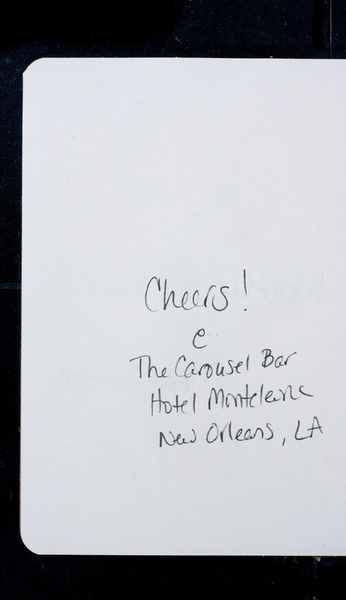 Cheers!
@
The Carousel Bar
Hotel Monteleone
New Orleans, LA